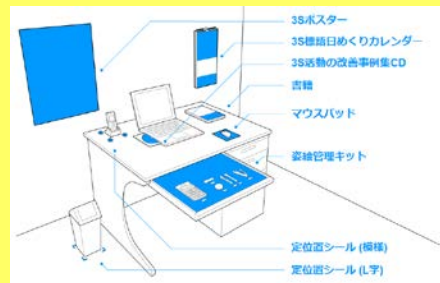 3Sポスター
3S標語日めくりカレンダー
3S活動の改善事例集CD
書籍
マウスパッド
姿絵管理キット
定位置シール (模様)
定位置シール (L字)